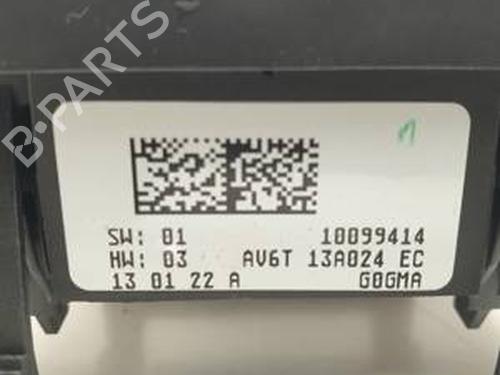 B-PARTS
SW: 01 10099414
HW: 03 AV6T 13A024 EC
13 01 22 A G0GMA